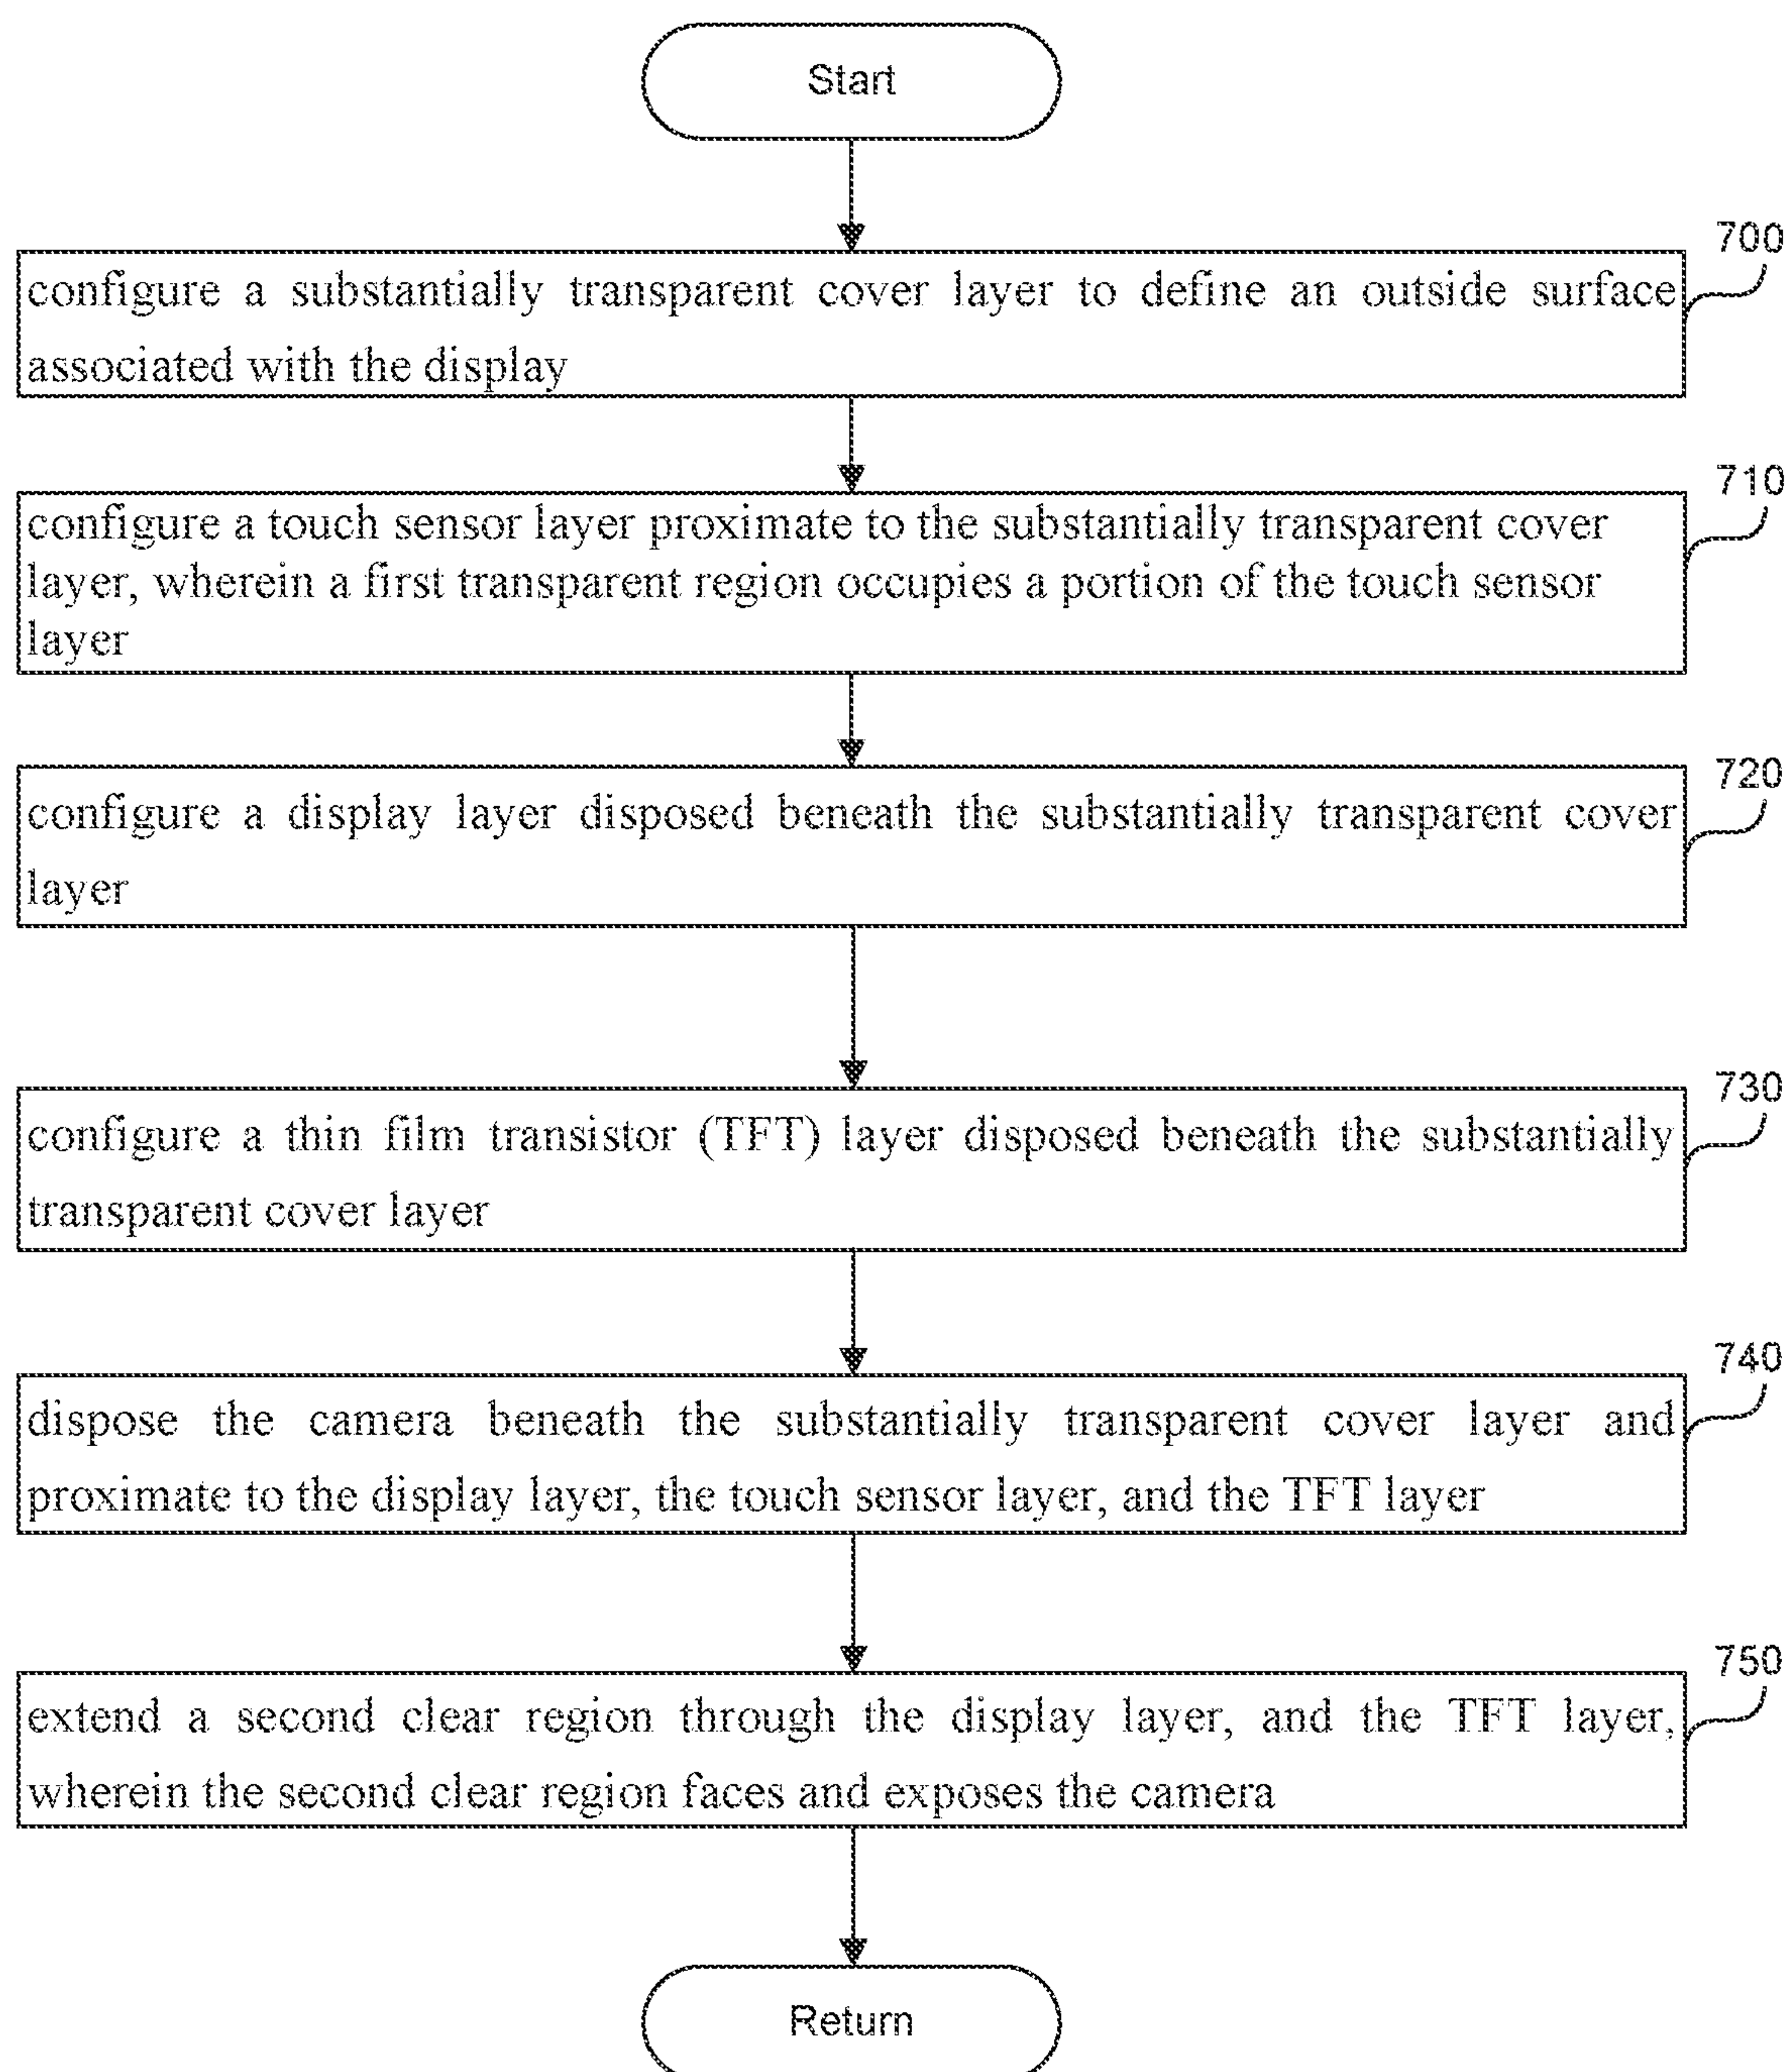 Start
700
configure a substantially transparent cover layer to define an outside surface
associated with the display
710
configure a touch sensor layer proximate to the substantially transparent cover
layer, wherein a first transparent region occupies a portion of the touch sensor
layer
720
configure a display layer disposed beneath the substantially transparent cover
layer
730
configure a thin film transistor (TFT) layer disposed beneath the substantially
transparent cover layer
740
dispose the camera beneath the substantially transparent cover layer and
proximate to the display layer, the touch sensor layer, and the TFT layer
750
extend a second clear region through the display layer, and the TFT layer,
wherein the second clear region faces and exposes the camera
Return